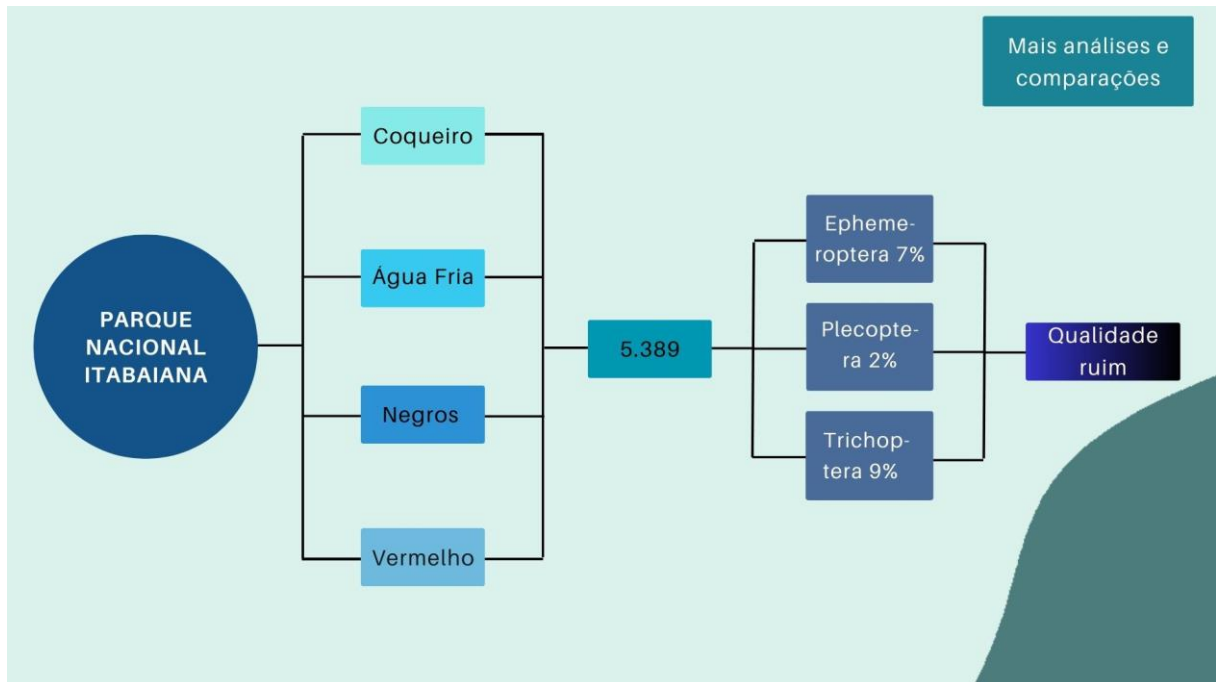 Mais análises e
comparações
PARQUE
NACIONAL
ITABAIANA
Coqueiro
Água Fria
Negros
Vermelho
5.389
Epheme-
roptera 7%
Plecopte-
ra 2%
Trichop-
tera 9%
Qualidade
ruim